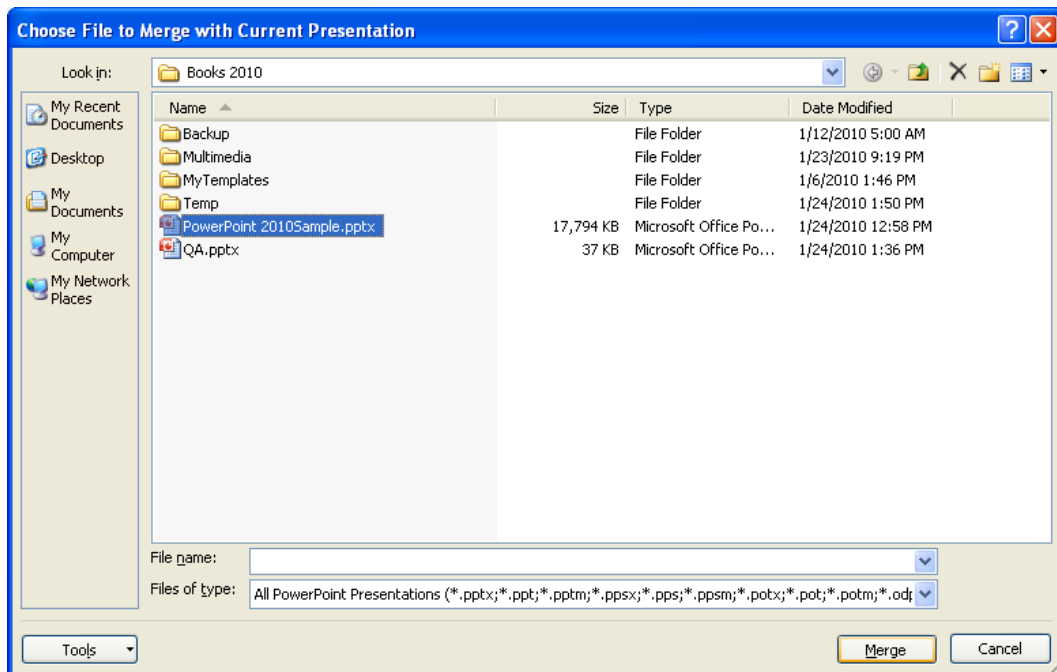 Choose File to Merge with Current Presentation
Look in: Books 2010
My Recent
Documents
Desktop
My
Documents
My
Computer
My Network
Places
Name Size Type Date Modified
Backup File Folder 1/12/2010 5:00 AM
Multimedia File Folder 1/23/2010 9:19 PM
MyTemplates File Folder 1/6/2010 1:46 PM
Temp File Folder 1/24/2010 1:50 PM
PowerPoint 2010Sample.pptx 17,794 KB Microsoft Office Po... 1/24/2010 12:58 PM
QA.pptx 37 KB Microsoft Office Po... 1/24/2010 1:36 PM
File name:
Files of type: All PowerPoint Presentations (*.pptx;*.ppt;*.pptm;*.ppsx;*.pps;*.ppsm;*.potx;*.pot;*.potm;*.odp
Tools Merge Cancel